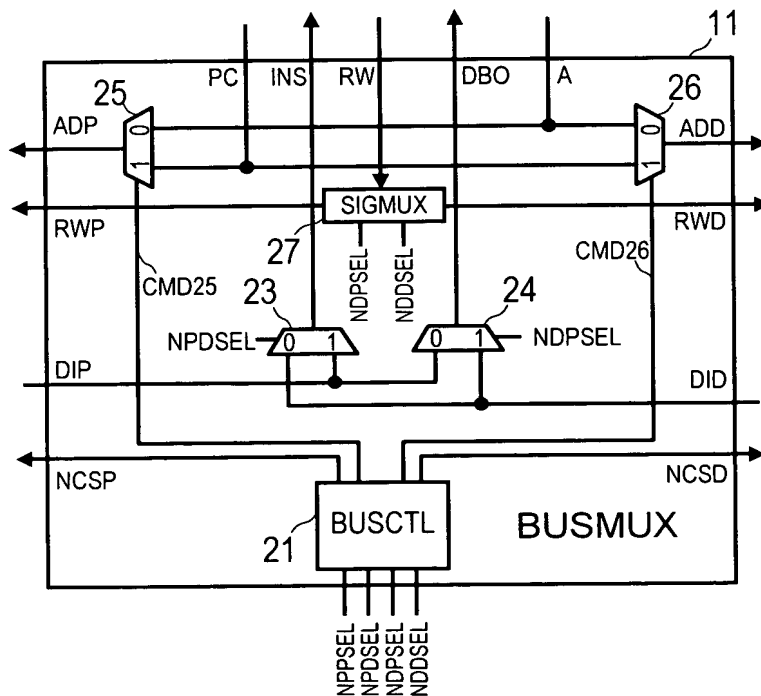 11
PC INS RW DBO A
25 26
ADP 0 0 ADD
1 1
SIGMUX
RWP RWD
27
NDPSEL NDDSEL
CMD25 CMD26
23 24
NPDSEL 0 1 0 1 NDPSEL
DIP DID
NCSP NCSD
BUSCTL BUSMUX
21
NPPSEL NPDSEL NDPSEL NDDSEL